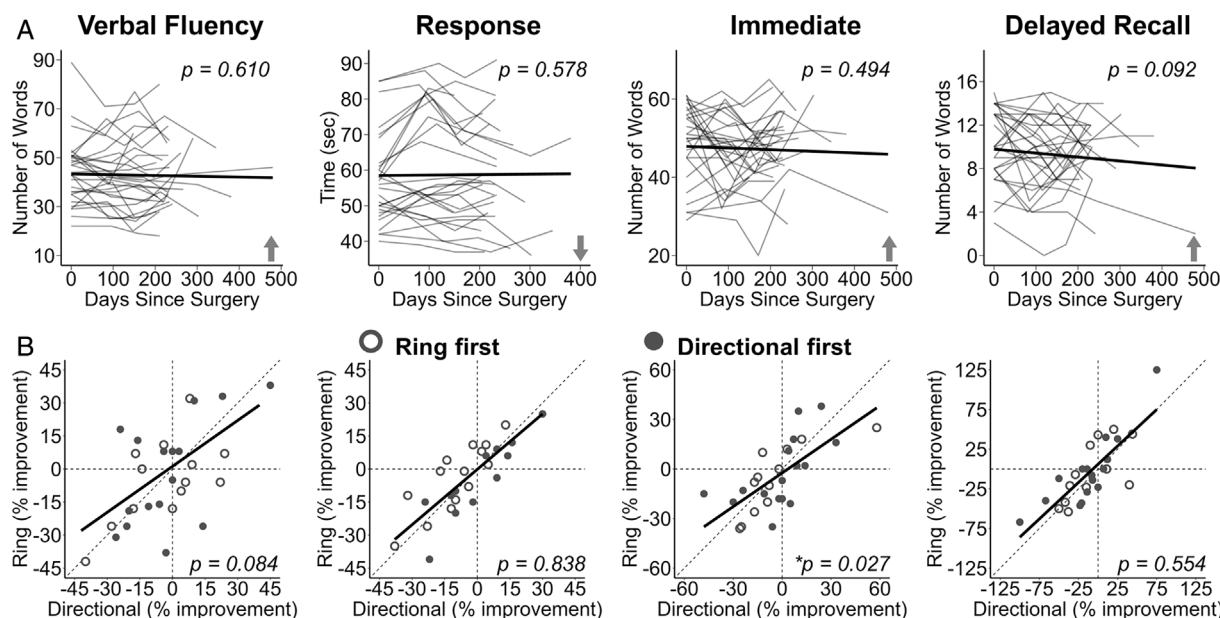 A
Verbal Fluency
Response
Immediate
Delayed Recall
Number of Words
90
70
50
30
10
p = 0.610
0 100 200 300 400 500
Days Since Surgery
Time (sec)
90
80
70
60
50
40
p = 0.578
0 100 200 300 400
Days Since Surgery
Number of Words
60
40
20
p = 0.494
0 100 200 300 400 500
Days Since Surgery
Number of Words
16
12
8
4
0
p = 0.092
0 100 200 300 400 500
Days Since Surgery
B
Ring first
Directional first
Ring (% improvement)
45
30
15
0
-15
-30
-45
p = 0.084
-45 -30 -15 0 15 30 45
Directional (% improvement)
Ring (% improvement)
45
30
15
0
-15
-30
-45
p = 0.838
-45 -30 -15 0 15 30 45
Directional (% improvement)
Ring (% improvement)
60
30
0
-30
-60
*p = 0.027
-60 -30 0 30 60
Directional (% improvement)
Ring (% improvement)
125
75
25
-25
-75
-125
p = 0.554
-125 -75 -25 25 75 125
Directional (% improvement)